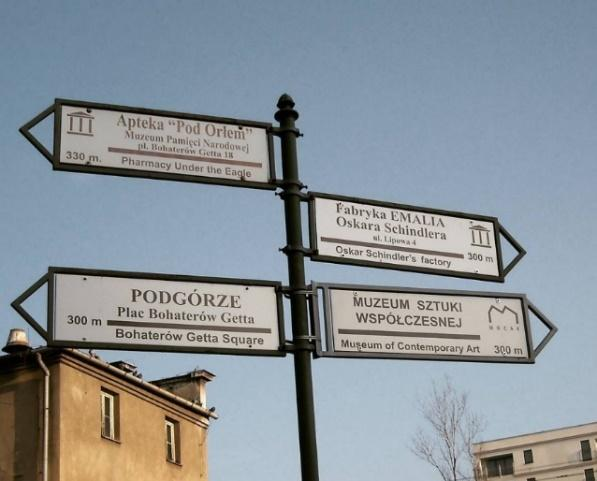 Apteka "Pod Orłem"
Muzeum Pamięci Narodowej
pl. Bohaterów Getta 18
330 m.
Pharmacy Under the Eagle
Fabryka EMALIA
Oskara Schindlera
ul. Lipowa 4
Oskar Schindler's factory
300 m
PODGÓRZE
Plac Bohaterów Getta
300 m
Bohaterów Getta Square
MUZEUM SZTUKI
WSPÓŁCZESNEJ
MOCAK
Museum of Contemporary Art
300 m